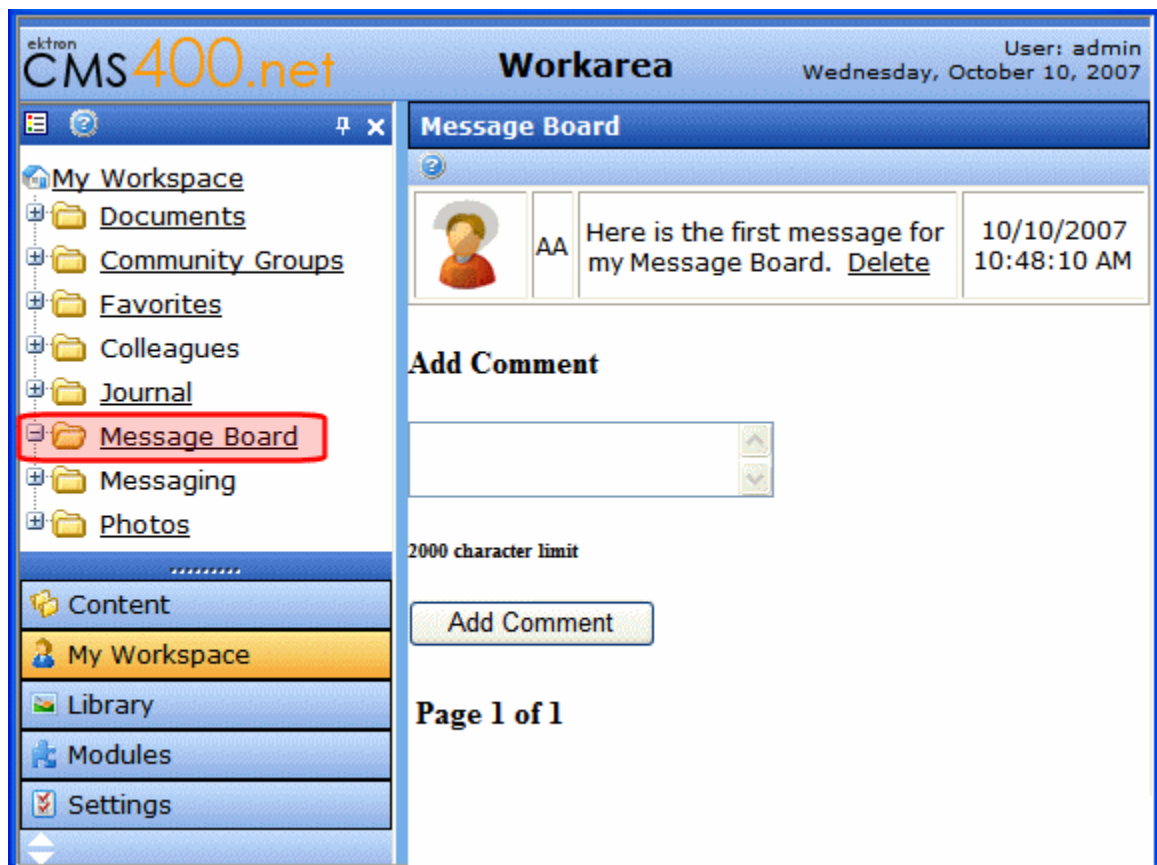 ektron
CMS400.net
Workarea
User: admin
Wednesday, October 10, 2007
My Workspace
Documents
Community Groups
Favorites
Colleagues
Journal
Message Board
Messaging
Photos
Content
My Workspace
Library
Modules
Settings
Message Board
AA
Here is the first message for
my Message Board. Delete
10/10/2007
10:48:10 AM
Add Comment
2000 character limit
Add Comment
Page 1 of 1